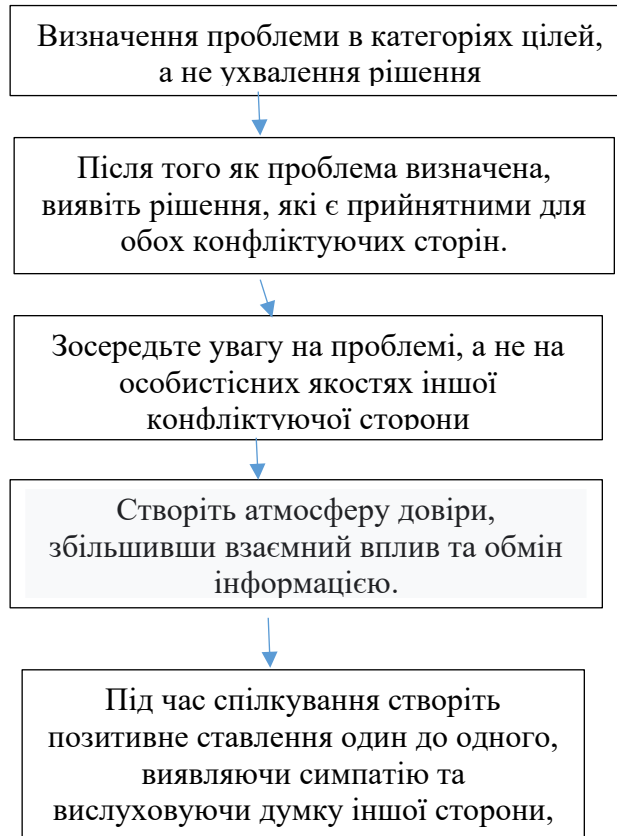 Визначення проблеми в категоріях цілей,
а не ухвалення рішення
Після того як проблема визначена,
виявіть рішення, які є прийнятними для
обох конфліктуючих сторін.
Зосередьте увагу на проблемі, а не на
особистісних якостях іншої
конфліктуючої сторони
Створіть атмосферу довіри,
збільшивши взаємний вплив та обмін
інформацією.
Під час спілкування створіть
позитивне ставлення один до одного,
виявляючи симпатію та
вислуховуючи думку іншої сторони,